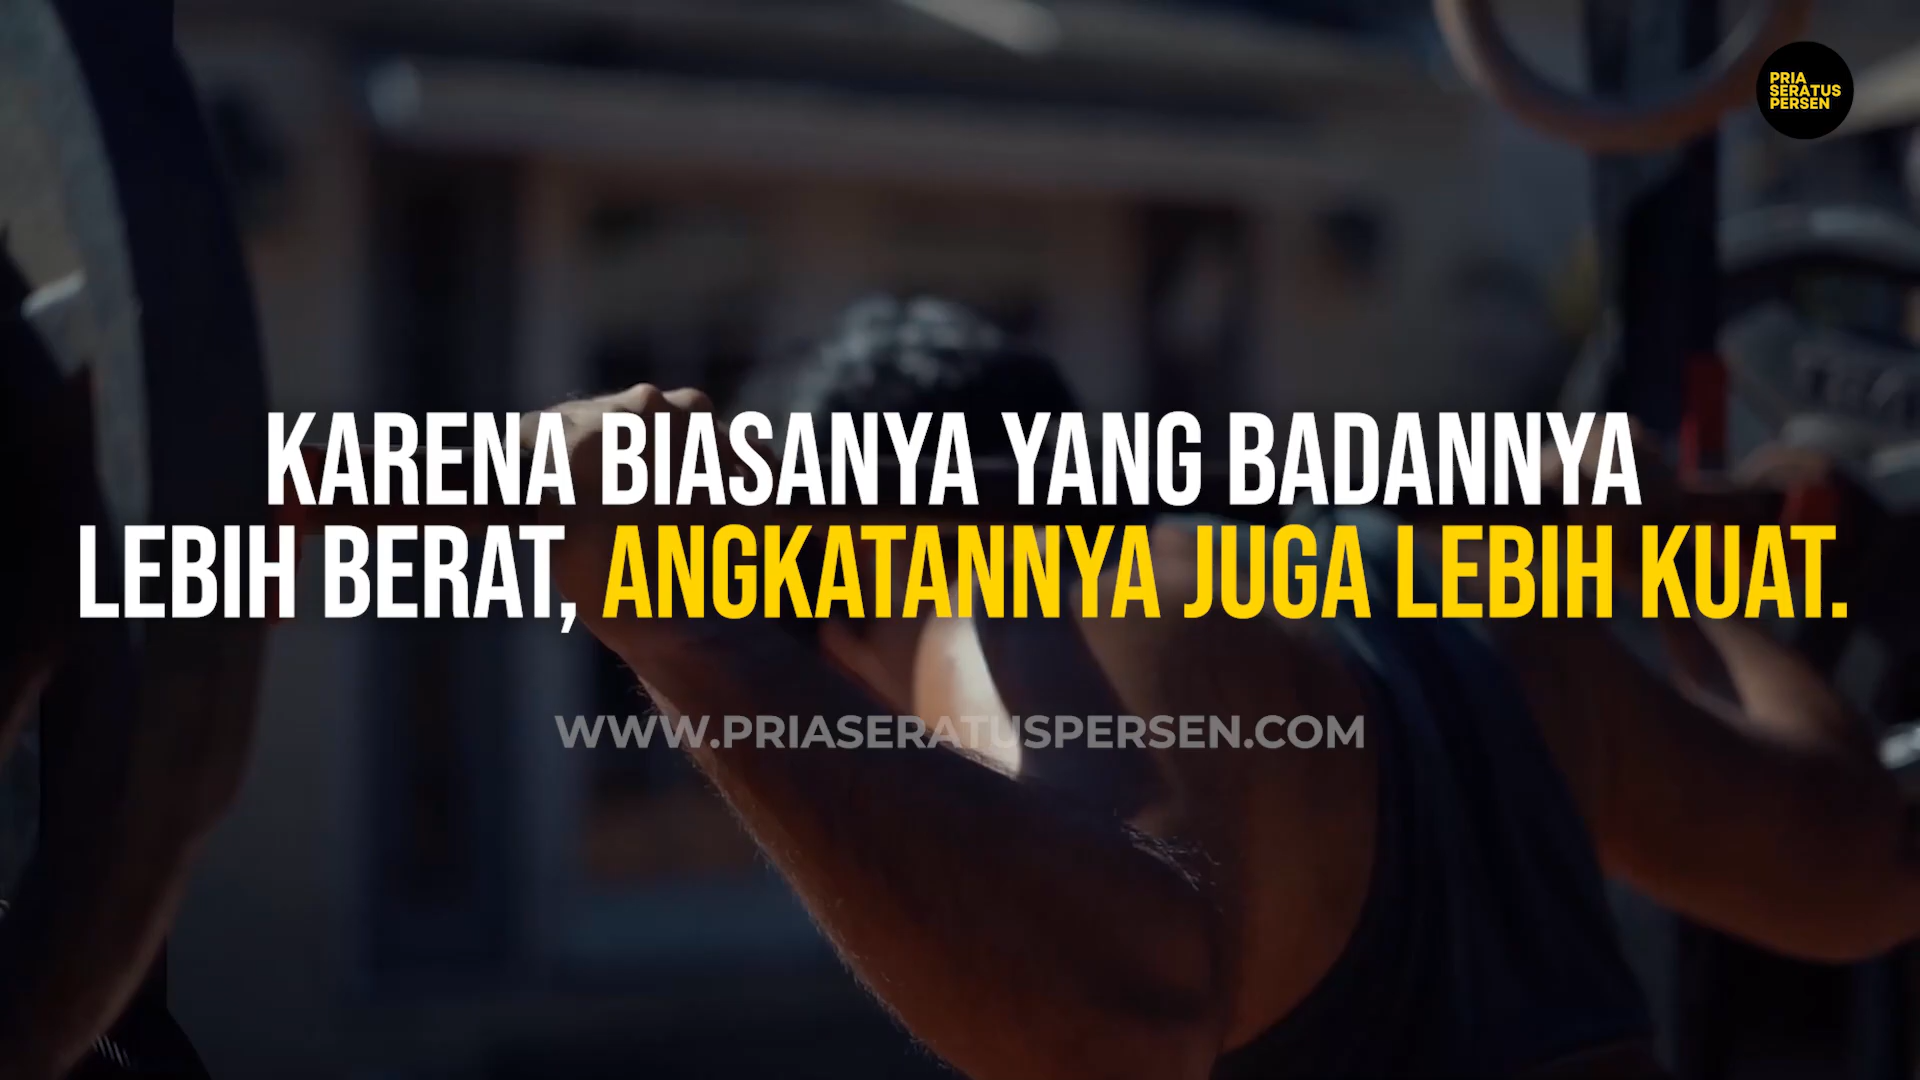 PRIA
SERATUS
PERSEN
KARENA BIASANYA YANG BADANNYA
LEBIH BERAT, ANGKATANNYA JUGA LEBIH KUAT.
WWW.PRIASERATUSPERSEN.COM